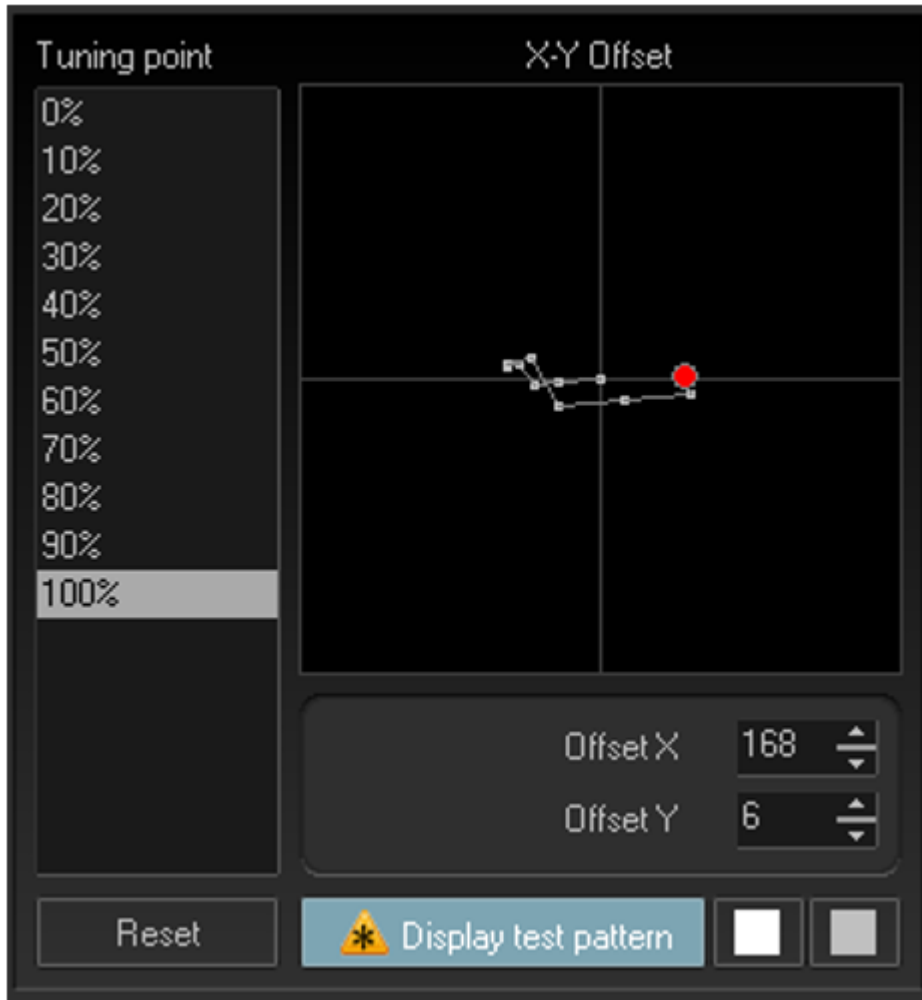 Tuning point
X-Y Offset
0%
10%
20%
30%
40%
50%
60%
70%
80%
90%
100%
Offset X 168
Offset Y 6
Reset
Display test pattern